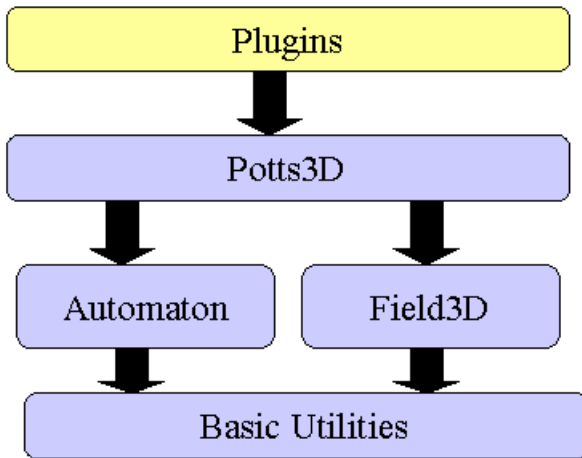 Plugins
Potts3D
Automaton
Field3D
Basic Utilities